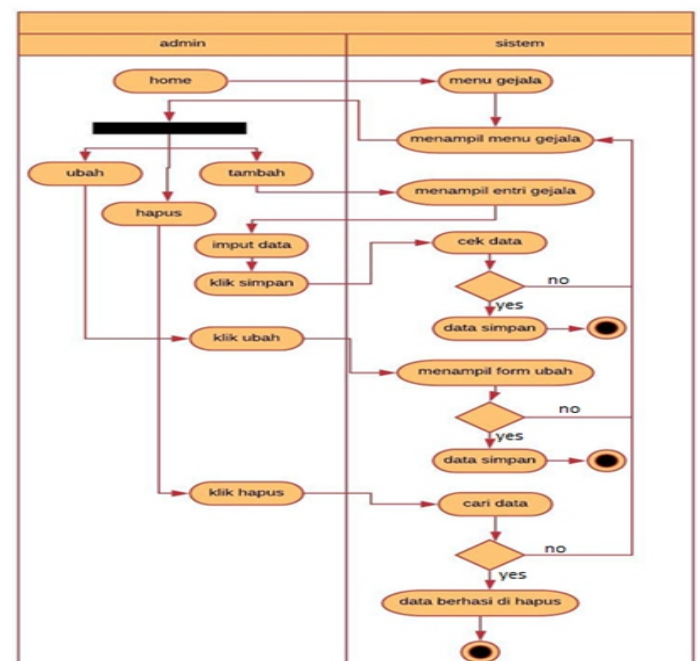 admin
sistem
home
menu gejala
menampil menu gejala
ubah
tambah
menampil entri gejala
hapus
imput data
cek data
klik simpan
no
yes
data simpan
klik ubah
menampil form ubah
no
yes
data simpan
klik hapus
cari data
no
yes
data berhasi di hapus